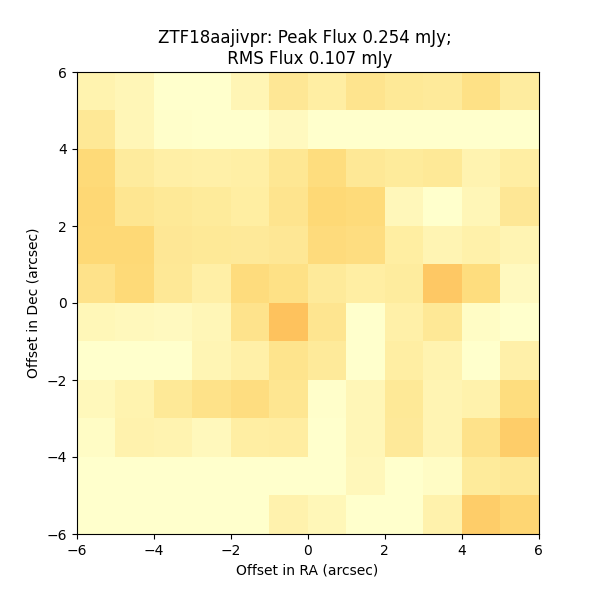 ZTF18aajivpr: Peak Flux 0.254 mJy;
RMS Flux 0.107 mJy
6
4
2
0
−2
−4
−6
Offset in Dec (arcsec)
−6 −4 −2 0 2 4 6
Offset in RA (arcsec)